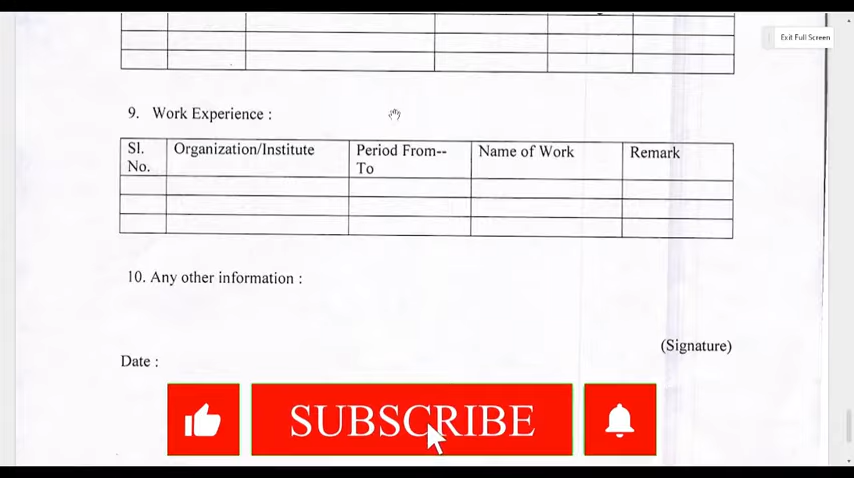 Exit Full Screen
9. Work Experience :
Sl. No. Organization/Institute Period From-- To Name of Work Remark
10. Any other information :
(Signature)
Date :
SUBSCRIBE